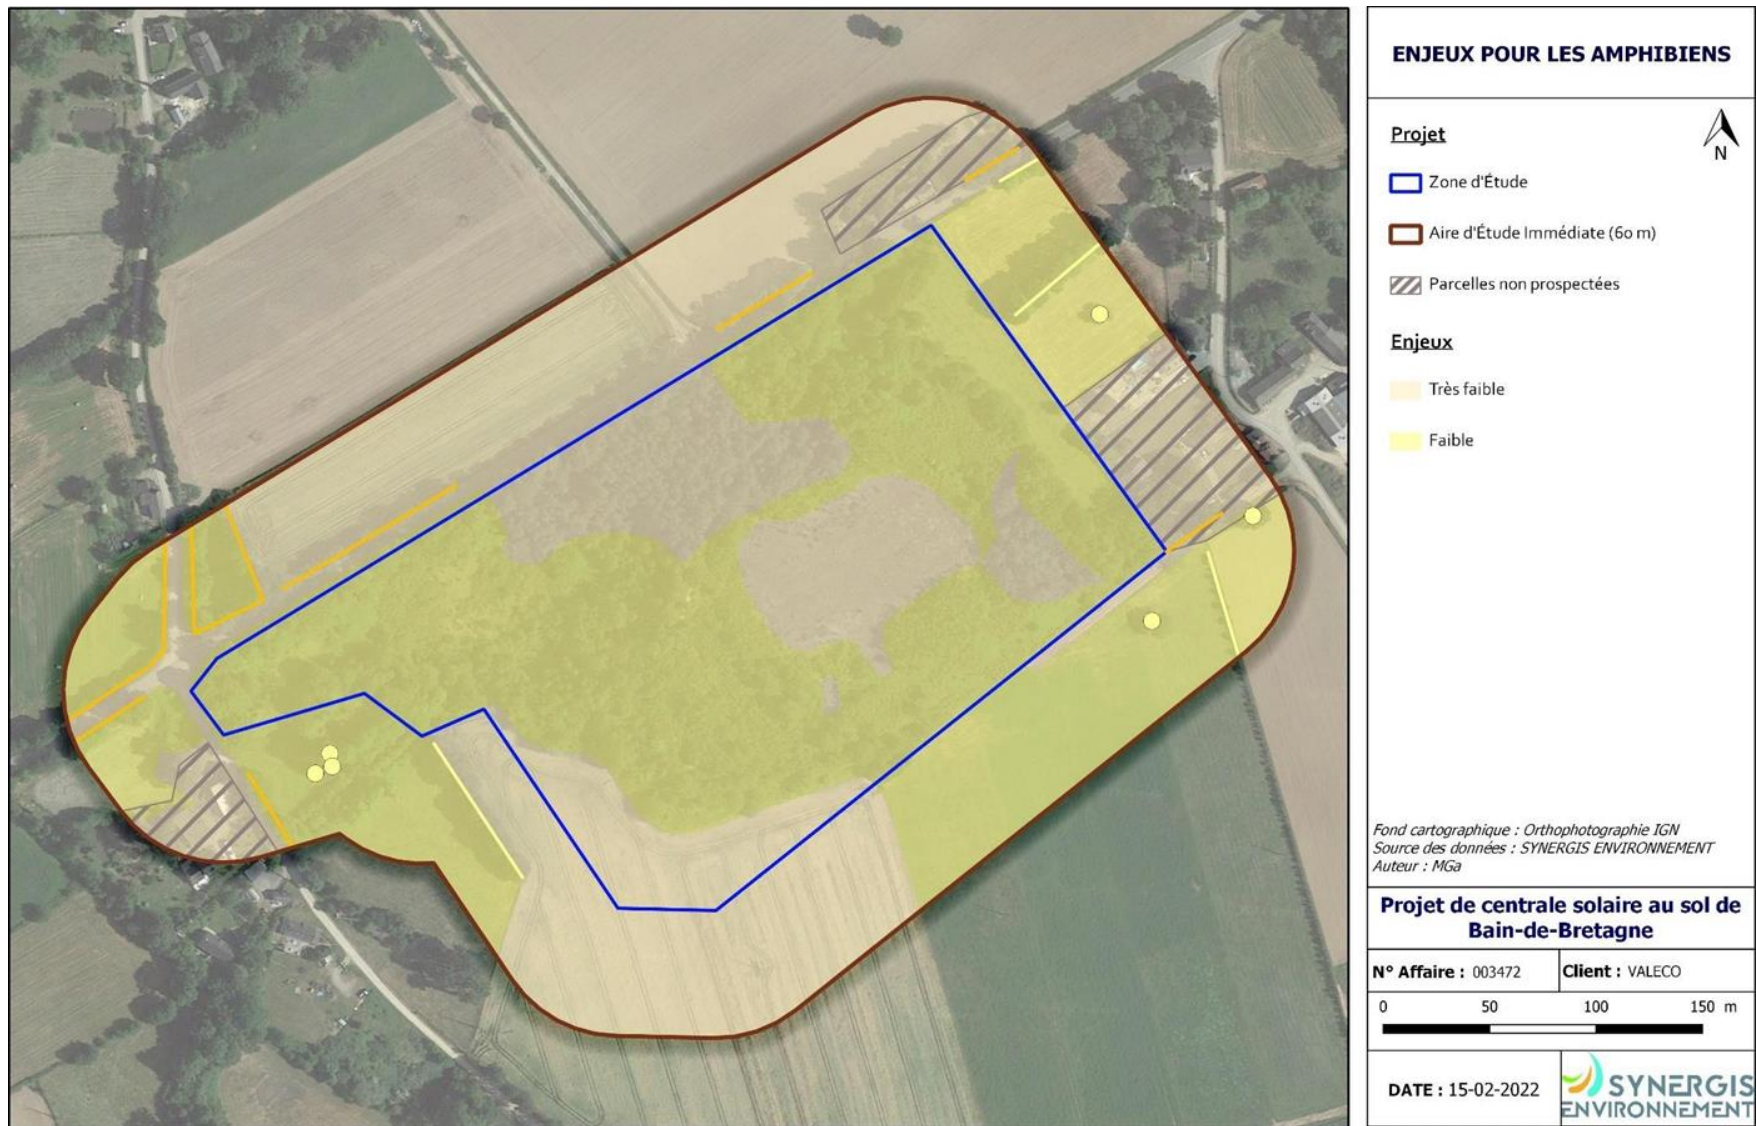 ENJEUX POUR LES AMPHIBIENS
Projet
N
Zone d'Étude
Aire d'Étude Immédiate (60 m)
Parcelles non prospectées
Enjeux
Très faible
Faible
Fond cartographique : Orthophotographie IGN
Source des données : SYNERGIS ENVIRONNEMENT
Auteur : MGa
Projet de centrale solaire au sol de
Bain-de-Bretagne
N° Affaire : 003472
Client : VALECO
0 50 100 150 m
DATE : 15-02-2022
SYNERGIS
ENVIRONNEMENT